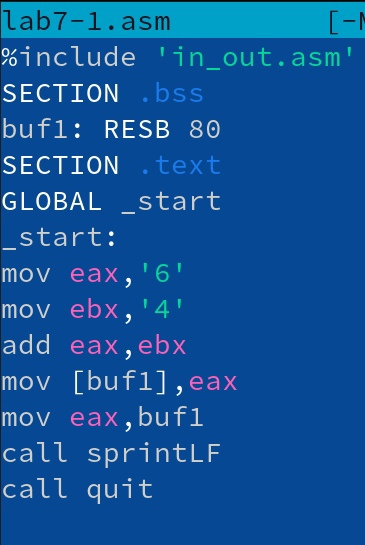 lab7-1.asm [-M
%include 'in_out.asm'
SECTION .bss
buf1: RESB 80
SECTION .text
GLOBAL _start
_start:
mov eax,'6'
mov ebx,'4'
add eax,ebx
mov [buf1],eax
mov eax,buf1
call sprintLF
call quit